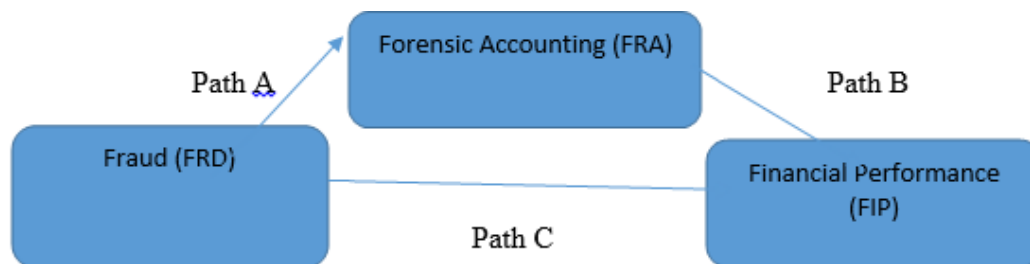 Forensic Accounting (FRA)
Path A
Path B
Fraud (FRD)
Financial Performance
(FIP)
Path C